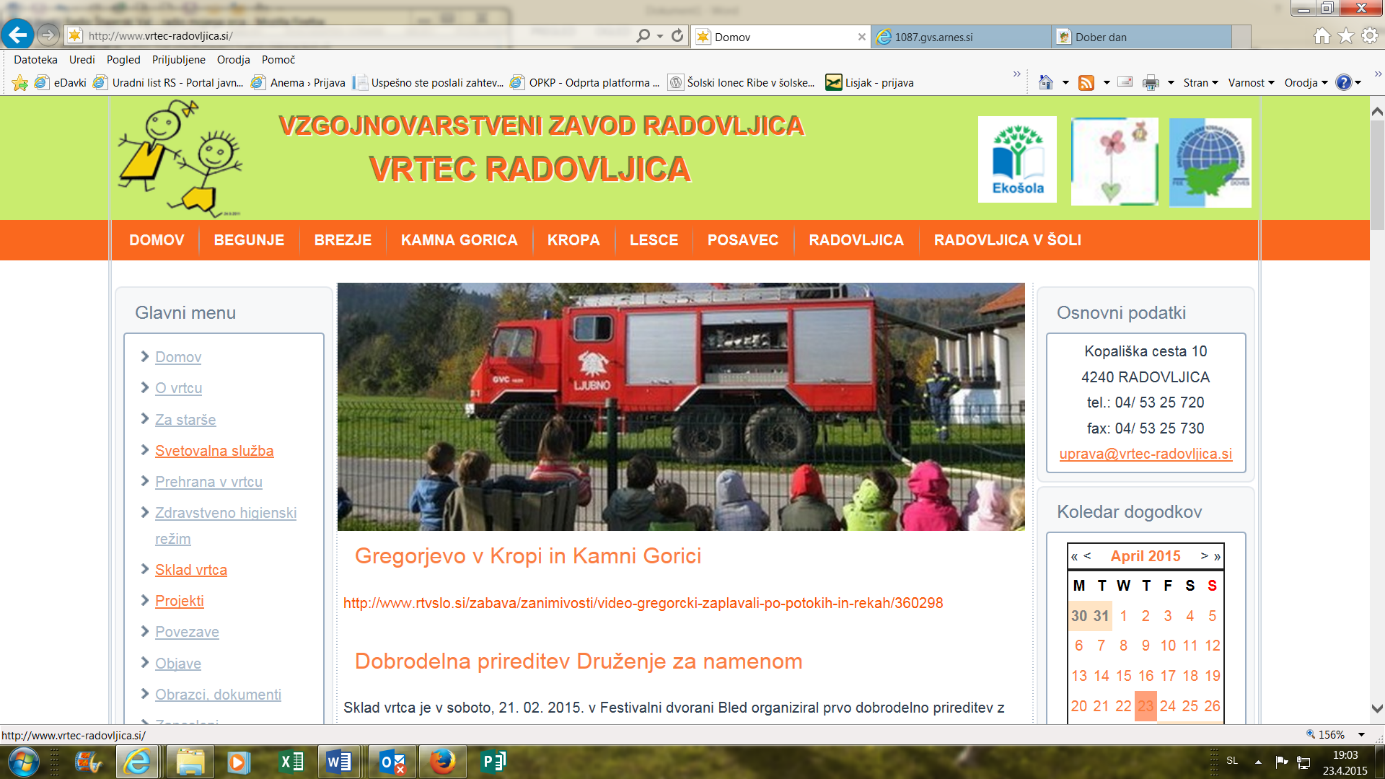 http://www.vrtec-radovljica.si/
Domov
1087.gvs.arnes.si
Dober dan
Datoteka Uredi Pogled Priljubljene Orodja Pomoč
eDavki Uradni list RS - Portal javn... Anema › Prijava Uspešno ste poslali zahtev... OPKP - Odprta platforma ... Šolski lonec Ribe v šolske... Lisjak - prijava
Stran Varnost Orodja
VZGOJNOVARSTVENI ZAVOD RADOVLJICA
VRTEC RADOVLJICA
Ekošola
DOMOV BEGUNJE BREZJE KAMNA GORICA KROPA LESCE POSAVEC RADOVLJICA RADOVLJICA V ŠOLI
Glavni menu
Domov
O vrtcu
Za starše
Svetovalna služba
Prehrana v vrtcu
Zdravstveno higienski
režim
Sklad vrtca
Projekti
Povezave
Objave
Obrazci, dokumenti
GVC
LJUBNO
Gregorjevo v Kropi in Kamni Gorici
http://www.rtvslo.si/zabava/zanimivosti/video-gregorcki-zaplavali-po-potokih-in-rekah/360298
Dobrodelna prireditev Druženje za namenom
Sklad vrtca je v soboto, 21. 02. 2015. v Festivalni dvorani Bled organiziral prvo dobrodelno prireditev z
Osnovni podatki
Kopališka cesta 10
4240 RADOVLJICA
tel.: 04/ 53 25 720
fax: 04/ 53 25 730
uprava@vrtec-radovljica.si
Koledar dogodkov
« < April 2015 > »
M T W T F S S
30 31 1 2 3 4 5
6 7 8 9 10 11 12
13 14 15 16 17 18 19
20 21 22 23 24 25 26
http://www.vrtec-radovljica.si/
156%
SL
19:03
23.4.2015